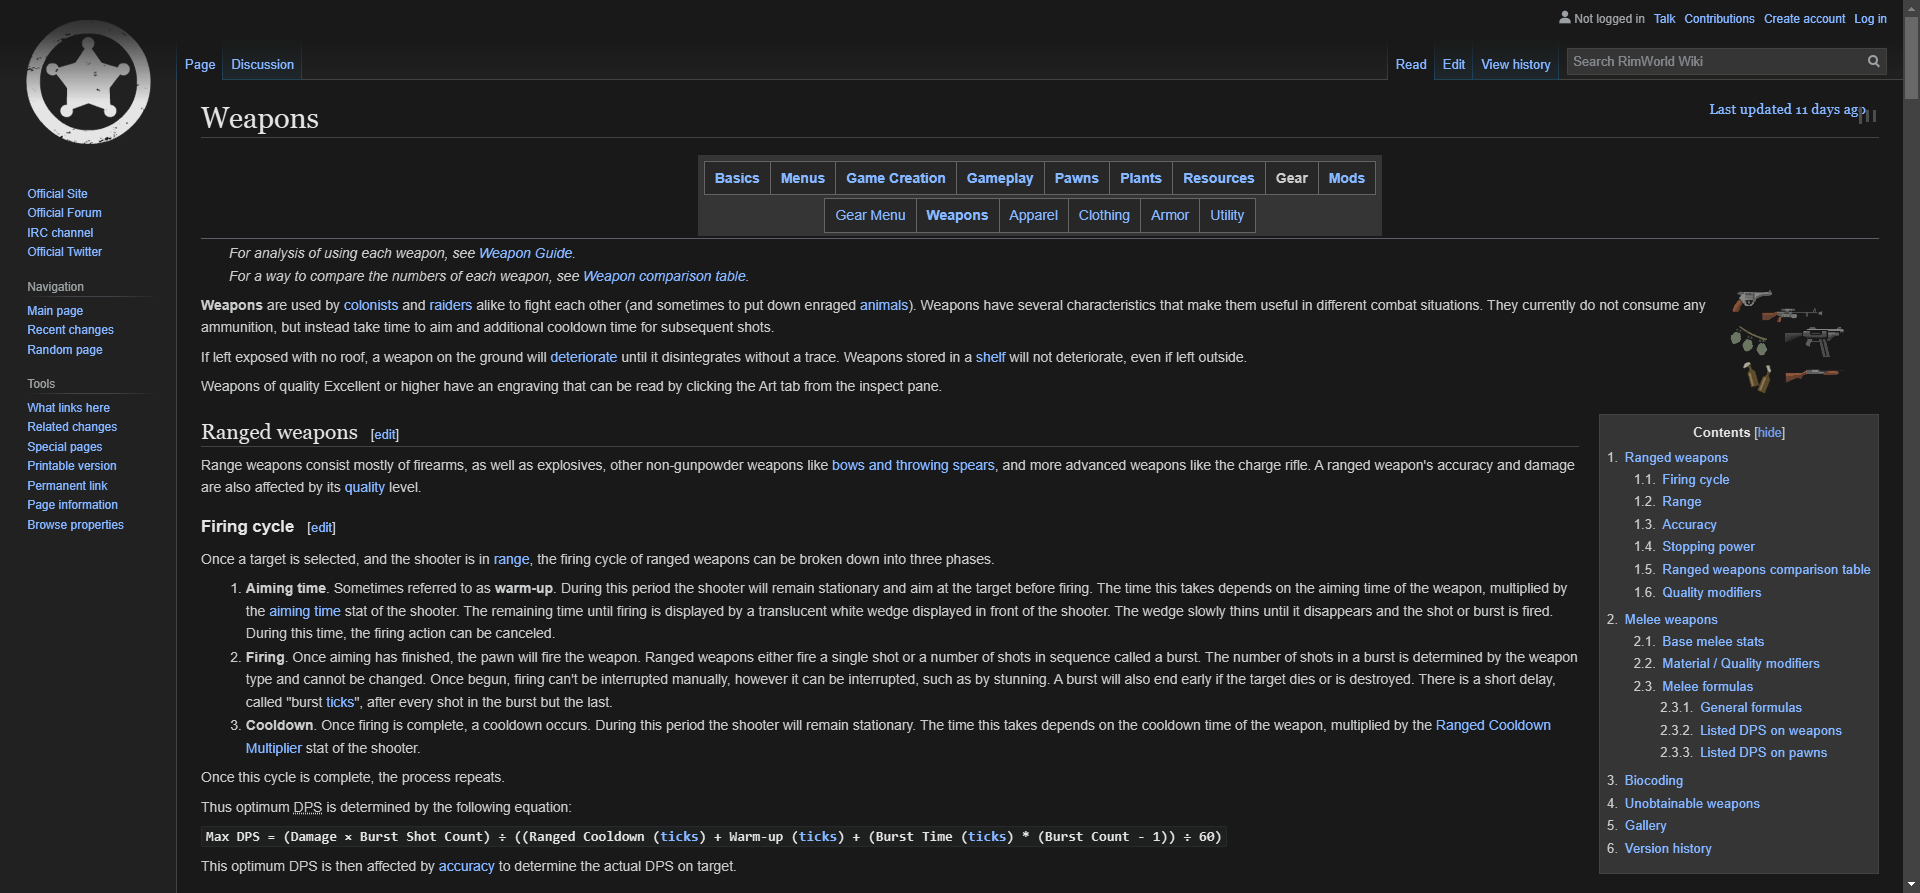 Not logged in Talk Contributions Create account Log in
Page Discussion
Read Edit View history Search RimWorld Wiki
Official Site
Official Forum
IRC channel
Official Twitter
Navigation
Main page
Recent changes
Random page
Tools
What links here
Related changes
Special pages
Printable version
Permanent link
Page information
Browse properties
Weapons
Last updated 11 days ago
Basics Menus Game Creation Gameplay Pawns Plants Resources Gear Mods
Gear Menu Weapons Apparel Clothing Armor Utility
For analysis of using each weapon, see Weapon Guide.
For a way to compare the numbers of each weapon, see Weapon comparison table.
Weapons are used by colonists and raiders alike to fight each other (and sometimes to put down enraged animals). Weapons have several characteristics that make them useful in different combat situations. They currently do not consume any
ammunition, but instead take time to aim and additional cooldown time for subsequent shots.
If left exposed with no roof, a weapon on the ground will deteriorate until it disintegrates without a trace. Weapons stored in a shelf will not deteriorate, even if left outside.
Weapons of quality Excellent or higher have an engraving that can be read by clicking the Art tab from the inspect pane.
Ranged weapons [edit]
Range weapons consist mostly of firearms, as well as explosives, other non-gunpowder weapons like bows and throwing spears, and more advanced weapons like the charge rifle. A ranged weapon's accuracy and damage
are also affected by its quality level.
Firing cycle [edit]
Once a target is selected, and the shooter is in range, the firing cycle of ranged weapons can be broken down into three phases.
1. Aiming time. Sometimes referred to as warm-up. During this period the shooter will remain stationary and aim at the target before firing. The time this takes depends on the aiming time of the weapon, multiplied by
the aiming time stat of the shooter. The remaining time until firing is displayed by a translucent white wedge displayed in front of the shooter. The wedge slowly thins until it disappears and the shot or burst is fired.
During this time, the firing action can be canceled.
2. Firing. Once aiming has finished, the pawn will fire the weapon. Ranged weapons either fire a single shot or a number of shots in sequence called a burst. The number of shots in a burst is determined by the weapon
type and cannot be changed. Once begun, firing can't be interrupted manually, however it can be interrupted, such as by stunning. A burst will also end early if the target dies or is destroyed. There is a short delay,
called "burst ticks", after every shot in the burst but the last.
3. Cooldown. Once firing is complete, a cooldown occurs. During this period the shooter will remain stationary. The time this takes depends on the cooldown time of the weapon, multiplied by the Ranged Cooldown
Multiplier stat of the shooter.
Once this cycle is complete, the process repeats.
Thus optimum DPS is determined by the following equation:
Max DPS = (Damage × Burst Shot Count) ÷ ((Ranged Cooldown (ticks) + Warm-up (ticks) + (Burst Time (ticks) * (Burst Count - 1)) ÷ 60)
This optimum DPS is then affected by accuracy to determine the actual DPS on target.
Contents [hide]
1. Ranged weapons
1.1. Firing cycle
1.2. Range
1.3. Accuracy
1.4. Stopping power
1.5. Ranged weapons comparison table
1.6. Quality modifiers
2. Melee weapons
2.1. Base melee stats
2.2. Material / Quality modifiers
2.3. Melee formulas
2.3.1. General formulas
2.3.2. Listed DPS on weapons
2.3.3. Listed DPS on pawns
3. Biocoding
4. Unobtainable weapons
5. Gallery
6. Version history